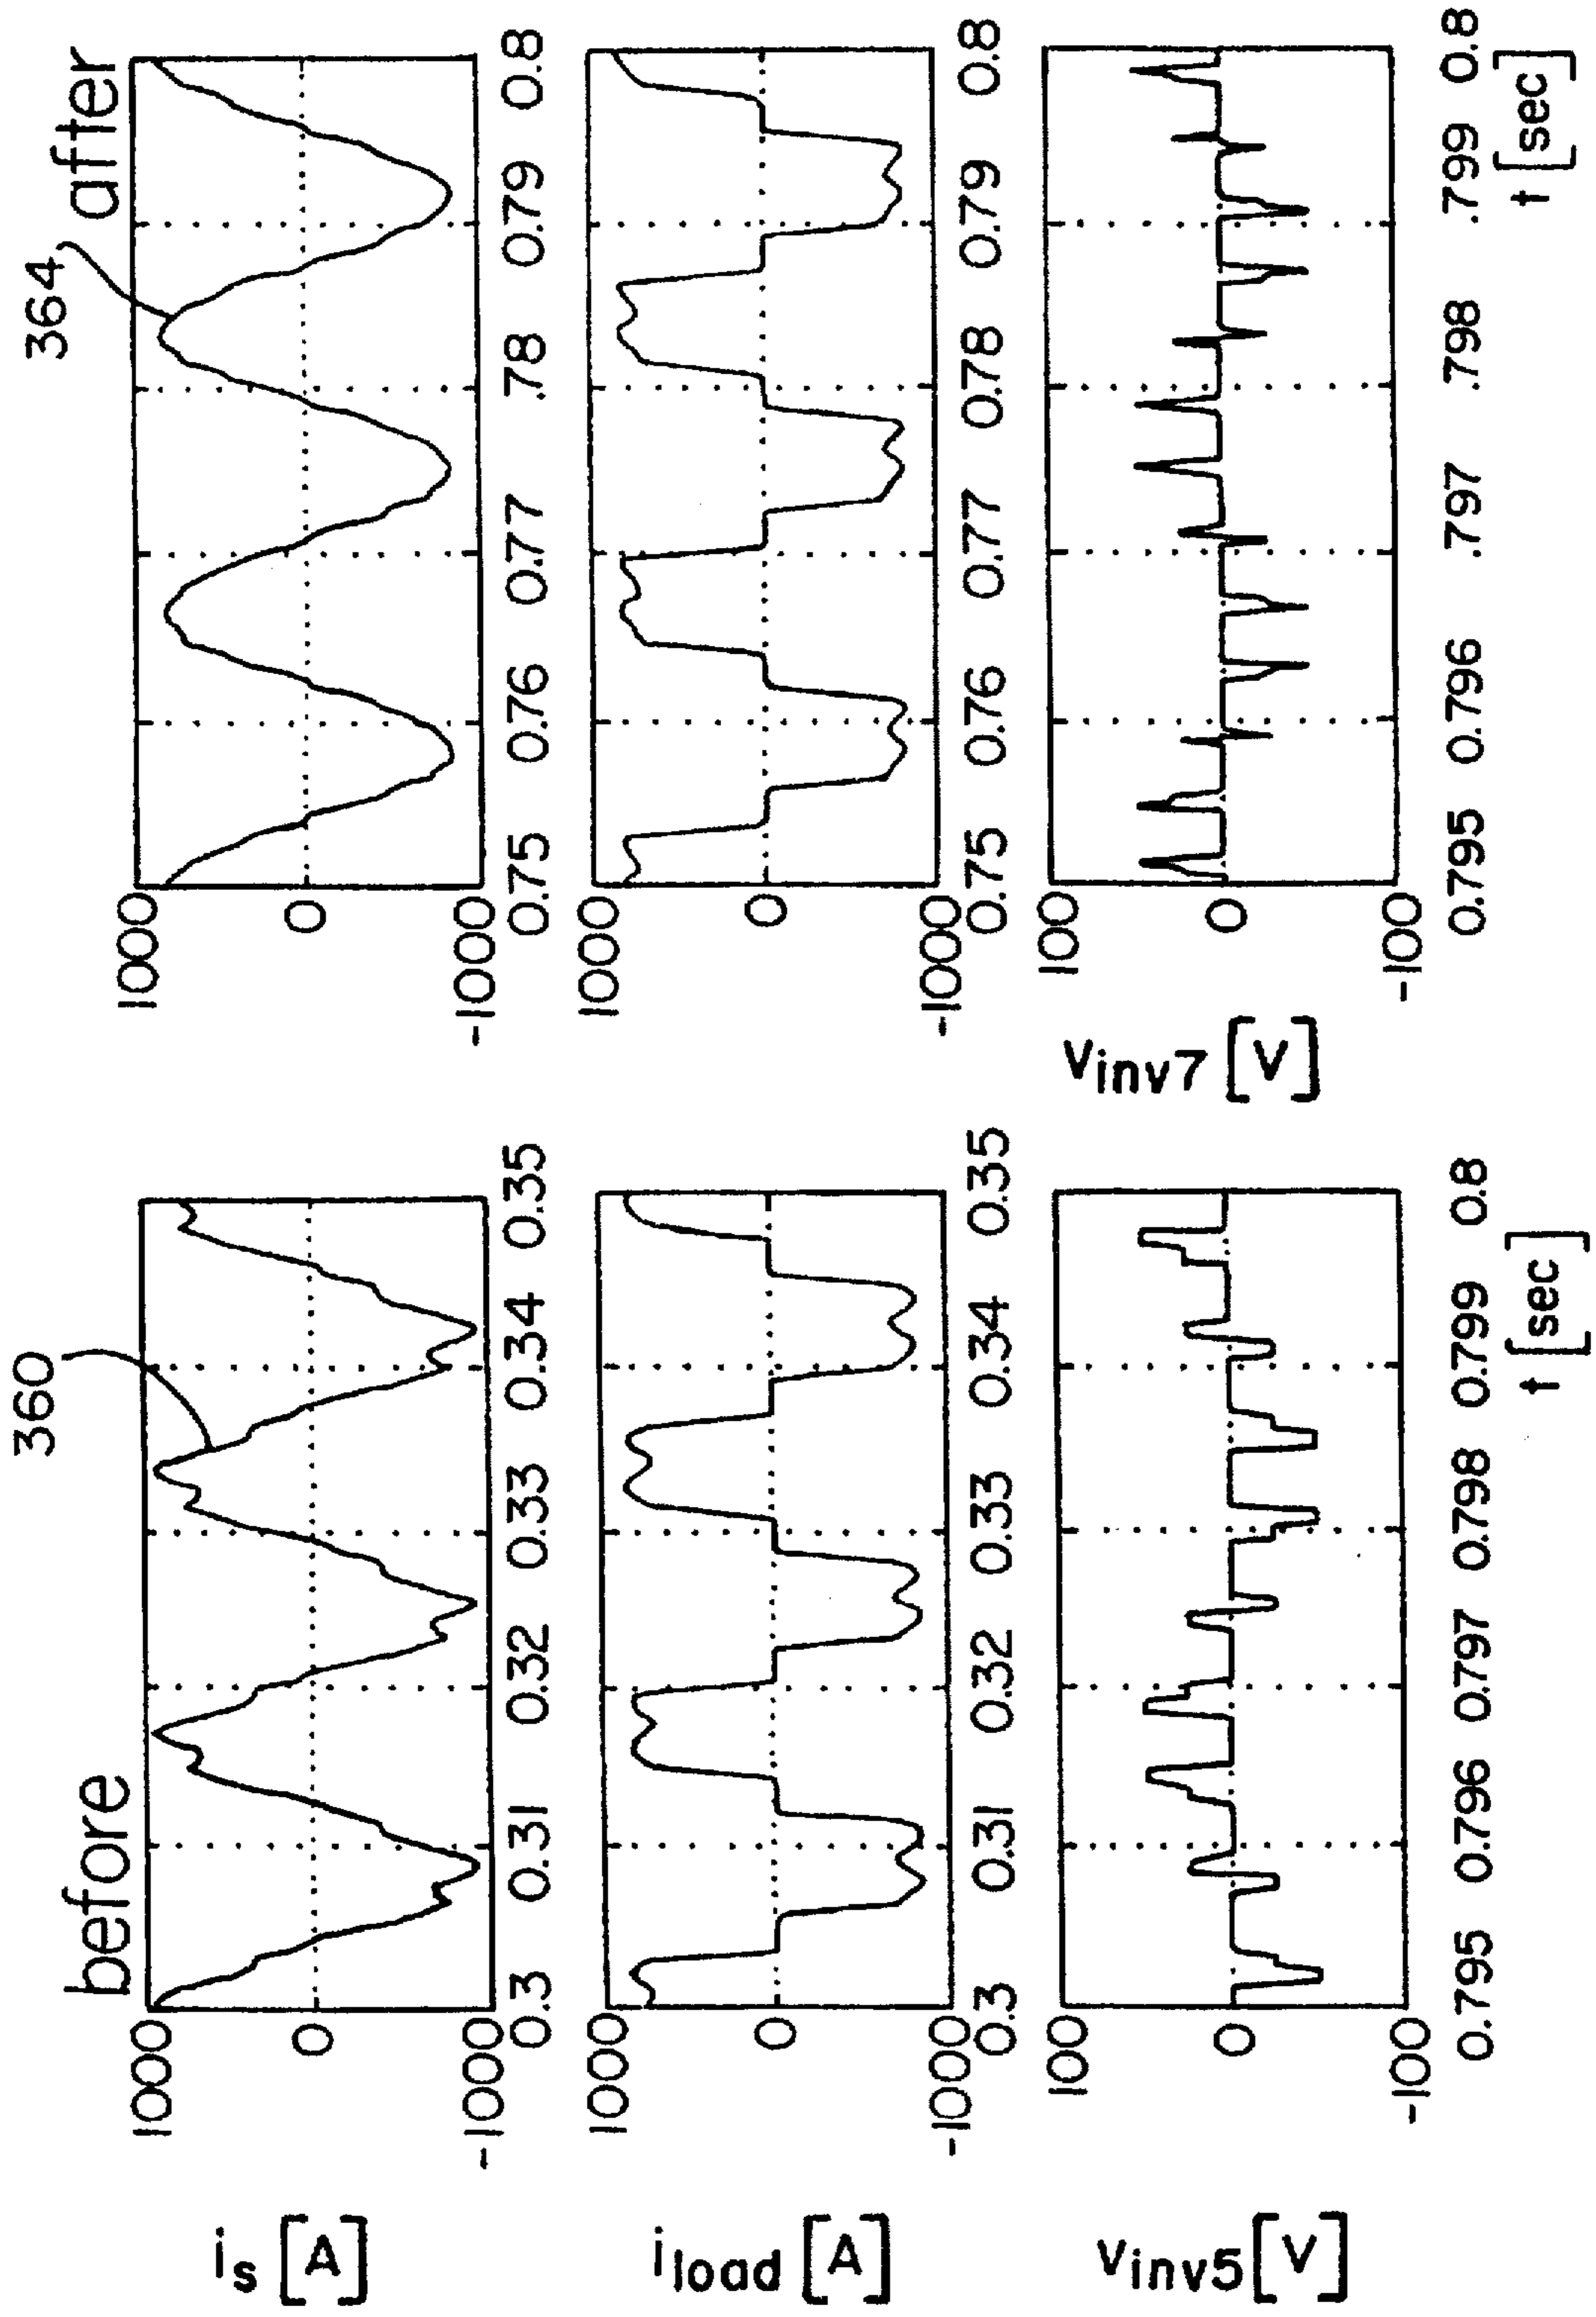 before
after
360
364
i_s [A]
1000
0
-1000
0.3 0.31 0.32 0.33 0.34 0.35
1000
0
-1000
0.75 0.76 0.77 .78 0.79 0.8
i_load [A]
1000
0
-1000
0.3 0.31 0.32 0.33 0.34 0.35
1000
0
-1000
0.75 0.76 0.77 0.78 0.79 0.8
v_inv5 [V]
100
0
-100
0.795 0.796 0.797 0.798 0.799 0.8
t [sec]
v_inv7 [V]
100
0
-100
0.795 0.796 .797 .798 .799 0.8
t [sec]